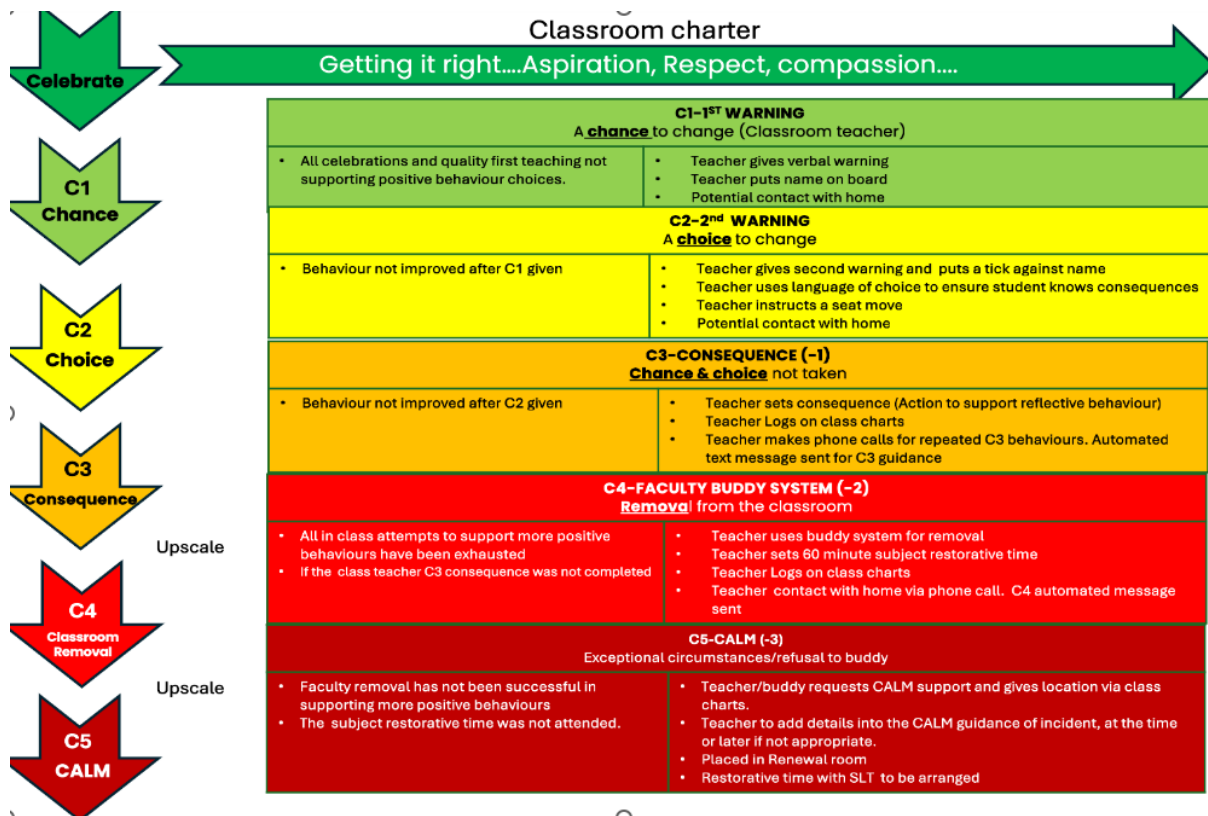 Classroom charter
Getting it right....Aspiration, Respect, compassion....
Celebrate
C1-1ST WARNING
A chance to change (Classroom teacher)
C1
Chance
• All celebrations and quality first teaching not
supporting positive behaviour choices.
• Teacher gives verbal warning
• Teacher puts name on board
• Potential contact with home
C2-2nd WARNING
A choice to change
C2
Choice
• Behaviour not improved after C1 given
• Teacher gives second warning and puts a tick against name
• Teacher uses language of choice to ensure student knows consequences
• Teacher instructs a seat move
• Potential contact with home
C3-CONSEQUENCE (-1)
Chance & choice not taken
C3
Consequence
• Behaviour not improved after C2 given
• Teacher sets consequence (Action to support reflective behaviour)
• Teacher Logs on class charts
• Teacher makes phone calls for repeated C3 behaviours. Automated
text message sent for C3 guidance
C4-FACULTY BUDDY SYSTEM (-2)
Removal from the classroom
Upscale
C4
Classroom
Removal
• All in class attempts to support more positive
behaviours have been exhausted
• If the class teacher C3 consequence was not completed
• Teacher uses buddy system for removal
• Teacher sets 60 minute subject restorative time
• Teacher Logs on class charts
• Teacher contact with home via phone call. C4 automated message
sent
C5-CALM (-3)
Exceptional circumstances/refusal to buddy
Upscale
C5
CALM
• Faculty removal has not been successful in
supporting more positive behaviours
• The subject restorative time was not attended.
• Teacher/buddy requests CALM support and gives location via class
charts.
• Teacher to add details into the CALM guidance of incident, at the time
or later if not appropriate.
• Placed in Renewal room
• Restorative time with SLT to be arranged